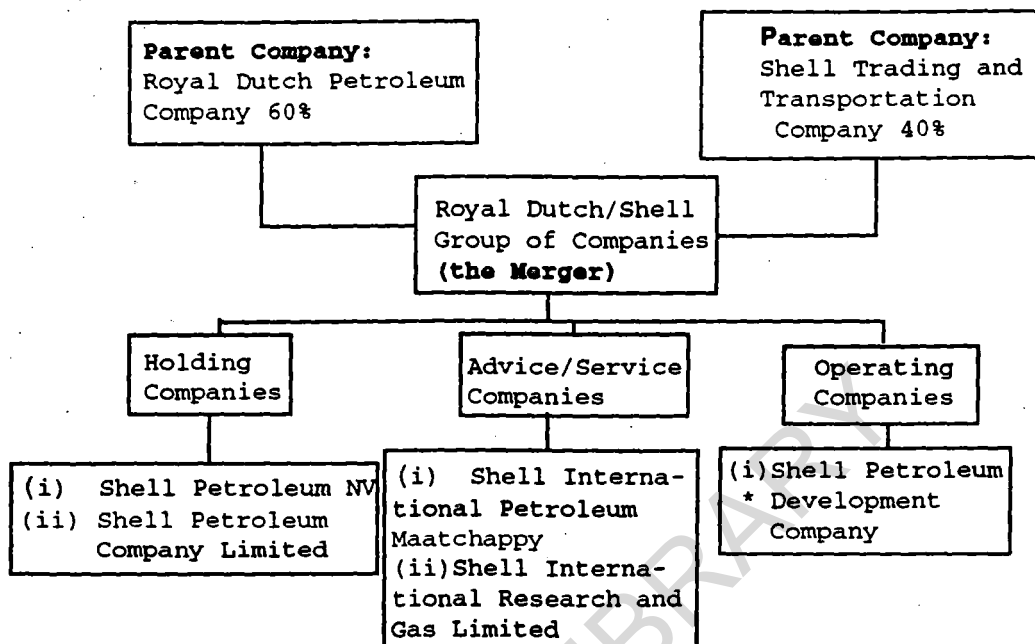 Parent Company:
Royal Dutch Petroleum
Company 60%
Parent Company:
Shell Trading and
Transportation
Company 40%
Royal Dutch/Shell
Group of Companies
(the Merger)
Holding
Companies
Advice/Service
Companies
Operating
Companies
(i) Shell Petroleum NV
(ii) Shell Petroleum
Company Limited
(i) Shell Interna-
tional Petroleum
Maatchappy
(ii)Shell Interna-
tional Research and
Gas Limited
(i)Shell Petroleum
* Development
Company
LIBRARY